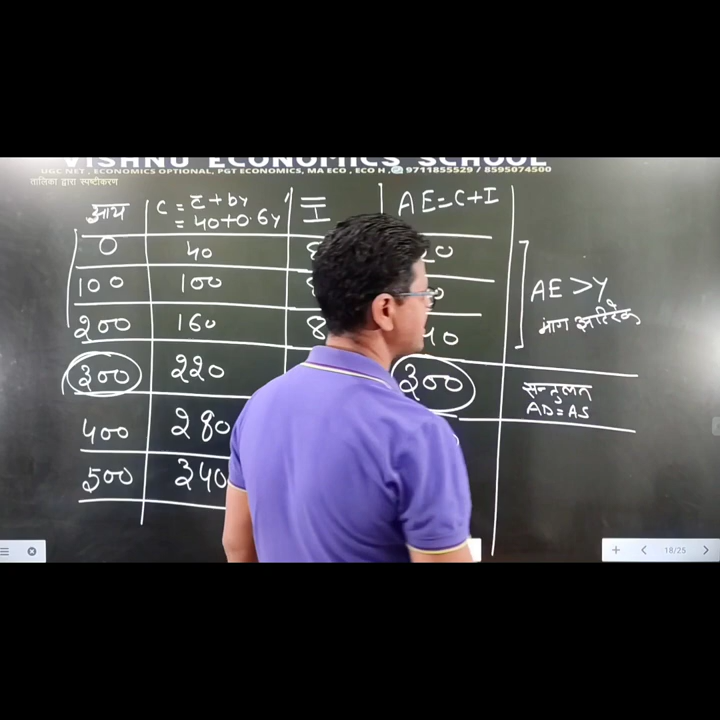 VISHNU ECONOMICS SCHOOL
UGC NET , ECONOMICS OPTIONAL, PGT ECONOMICS, MA ECO , ECO H , 9711855529 / 8595074500
तालिका द्वारा स्पष्टीकरण
आय C = c̅ + by I AE=C+I
= 40+0.6y
0 40
100 100
200 160 8
300 220 300
400 280
500 340
AE > Y
मांग अतिरेक
सन्तुलन
AD=AS
18/25